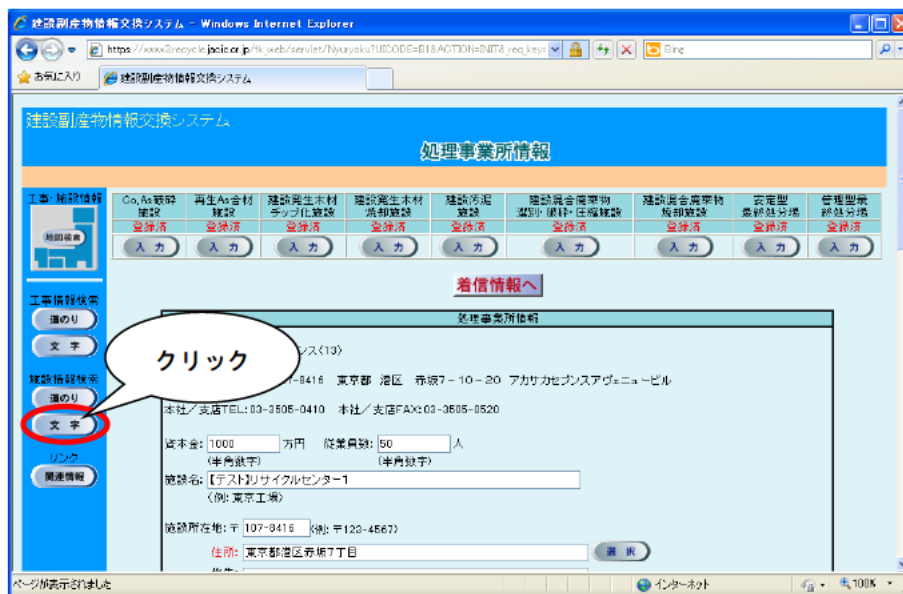 建設副産物情報交換システム - Windows Internet Explorer
https://www.recycle.jacic.or.jp/fk_web/servlet/Nyuryoku?UICODE=B1&ACTION=INIT&req_key=
Bing
お気に入り
建設副産物情報交換システム
建設副産物情報交換システム
処理事業所情報
工事・施設情報
地図検索
Co,As破砕施設
再生As合材施設
建設発生木材チップ化施設
建設発生木材焼却施設
建設汚泥施設
建設混合廃棄物選別・破砕・圧縮施設
建設混合廃棄物焼却施設
安定型最終処分場
管理型最終処分場
登録済 登録済 登録済 登録済 登録済 登録済 登録済 登録済 登録済
入力 入力 入力 入力 入力 入力 入力 入力 入力
着信情報へ
工事情報検索
道のり
文字
施設情報検索
道のり
文字
リンク
関連情報
クリック
処理事業所情報
ンス(13)
-8416 東京都 港区 赤坂7-10-20 アカサカセブンスアヴェニュービル
本社/支店TEL:03-3505-0410 本社/支店FAX:03-3505-0520
資本金: 1000 万円 従業員数: 50 人
(半角数字) (半角数字)
施設名: 【テスト】リサイクルセンター1
(例: 東京工場)
施設所在地: 〒 107-8416 (例: 〒123-4567)
住所: 東京都港区赤坂7丁目 選択
ページが表示されました
インターネット
100%